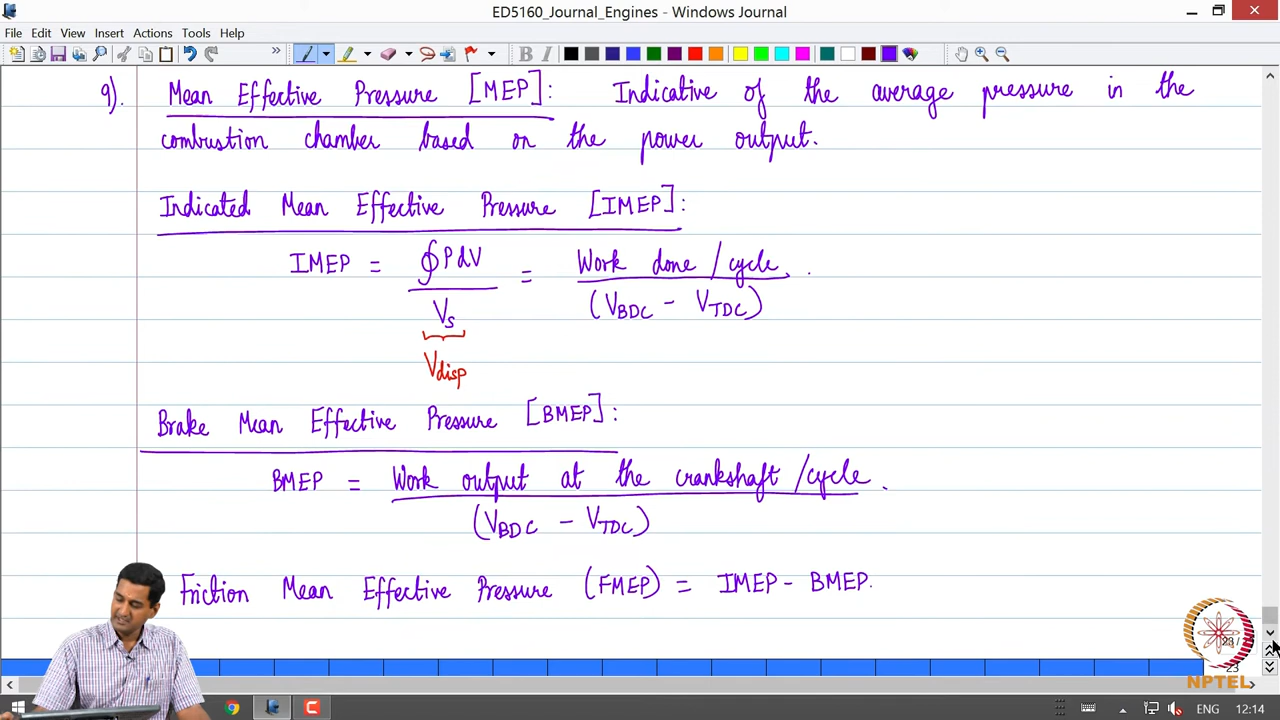 ED5160_Journal_Engines - Windows Journal
File Edit View Insert Actions Tools Help
9). Mean Effective Pressure [MEP]: Indicative of the average pressure in the
combustion chamber based on the power output.
Indicated Mean Effective Pressure [IMEP]:
IMEP = ∮PdV / Vs = Work done /cycle / (VBDC - VTDC)
Vdisp
Brake Mean Effective Pressure [BMEP]:
BMEP = Work output at the crankshaft /cycle.
(VBDC - VTDC)
Friction Mean Effective Pressure (FMEP) = IMEP - BMEP.
23 /
23
NPTEL
ENG 12:14